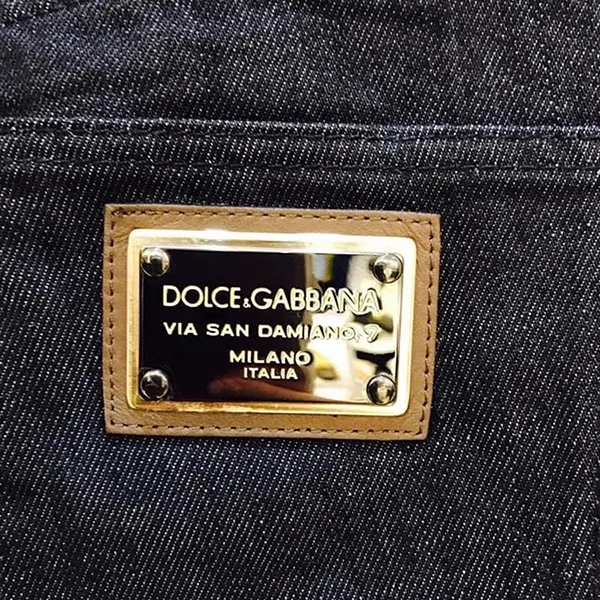 DOLCE&GABBANA
VIA SAN DAMIANO, 7
MILANO
ITALIA